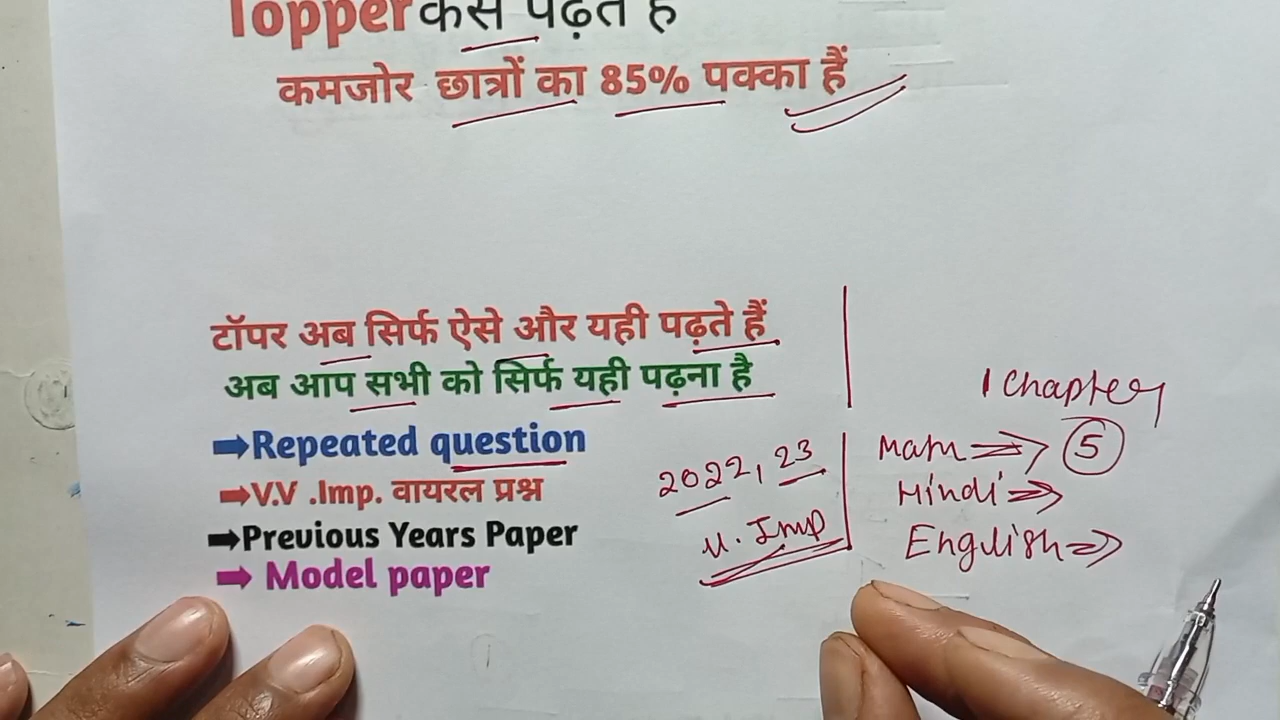 Topper कैसे पढ़ते हैं
कमजोर छात्रों का 85% पक्का हैं
टॉपर अब सिर्फ ऐसे और यही पढ़ते हैं
अब आप सभी को सिर्फ यही पढ़ना है
➡Repeated question
➡V.V .Imp. वायरल प्रश्न
➡Previous Years Paper
➡ Model paper
2022, 23
Imp
1 Chapter
Math ⇒ 5
Hindi ⇒
English ⇒